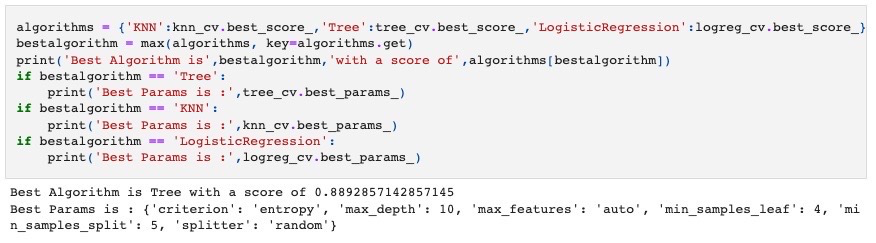 algorithms = {'KNN':knn_cv.best_score_,'Tree':tree_cv.best_score_,'LogisticRegression':logreg_cv.best_score_}
bestalgorithm = max(algorithms, key=algorithms.get)
print('Best Algorithm is',bestalgorithm,'with a score of',algorithms[bestalgorithm])
if bestalgorithm == 'Tree':
    print('Best Params is :',tree_cv.best_params_)
if bestalgorithm == 'KNN':
    print('Best Params is :',knn_cv.best_params_)
if bestalgorithm == 'LogisticRegression':
    print('Best Params is :',logreg_cv.best_params_)
Best Algorithm is Tree with a score of 0.8892857142857145
Best Params is : {'criterion': 'entropy', 'max_depth': 10, 'max_features': 'auto', 'min_samples_leaf': 4, 'mi
n_samples_split': 5, 'splitter': 'random'}